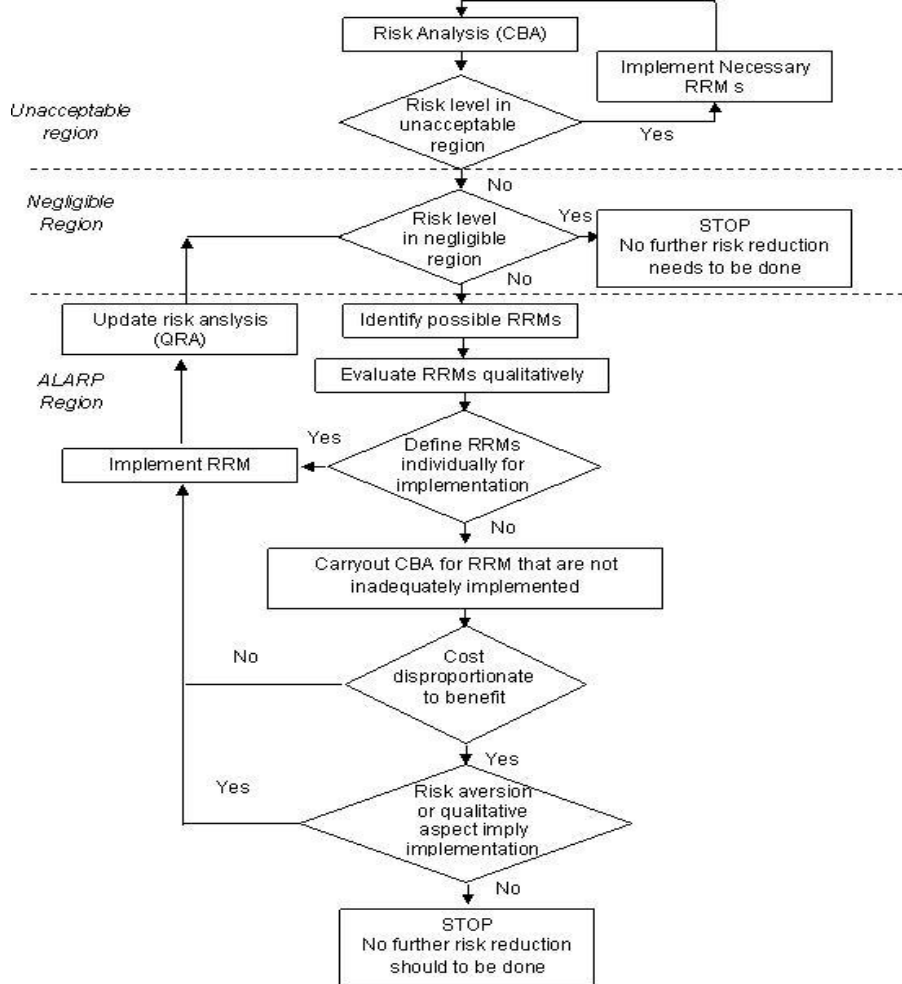 Risk Analysis (CBA)
Implement Necessary
RRM s
Unacceptable
region
Risk level in
unacceptable
region
Yes
No
Negligible
Region
Risk level
in negligible
region
Yes
STOP
No further risk reduction
needs to be done
No
Update risk anslysis
(QRA)
Identify possible RRMs
ALARP
Region
Evaluate RRMs qualitatively
Yes
Define RRMs
individually for
implementation
Implement RRM
No
Carryout CBA for RRM that are not
inadequately implemented
No
Cost
disproportionate
to benefit
Yes
Yes
Risk aversion
or qualitative
aspect imply
implementation
No
STOP
No further risk reduction
should to be done